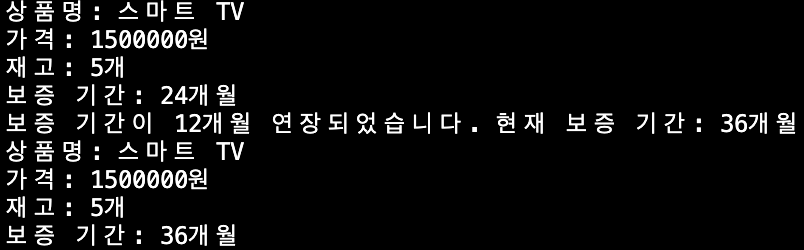 상품명: 스마트 TV
가격: 1500000원
재고: 5개
보증 기간: 24개월
보증 기간이 12개월 연장되었습니다. 현재 보증 기간: 36개월
상품명: 스마트 TV
가격: 1500000원
재고: 5개
보증 기간: 36개월